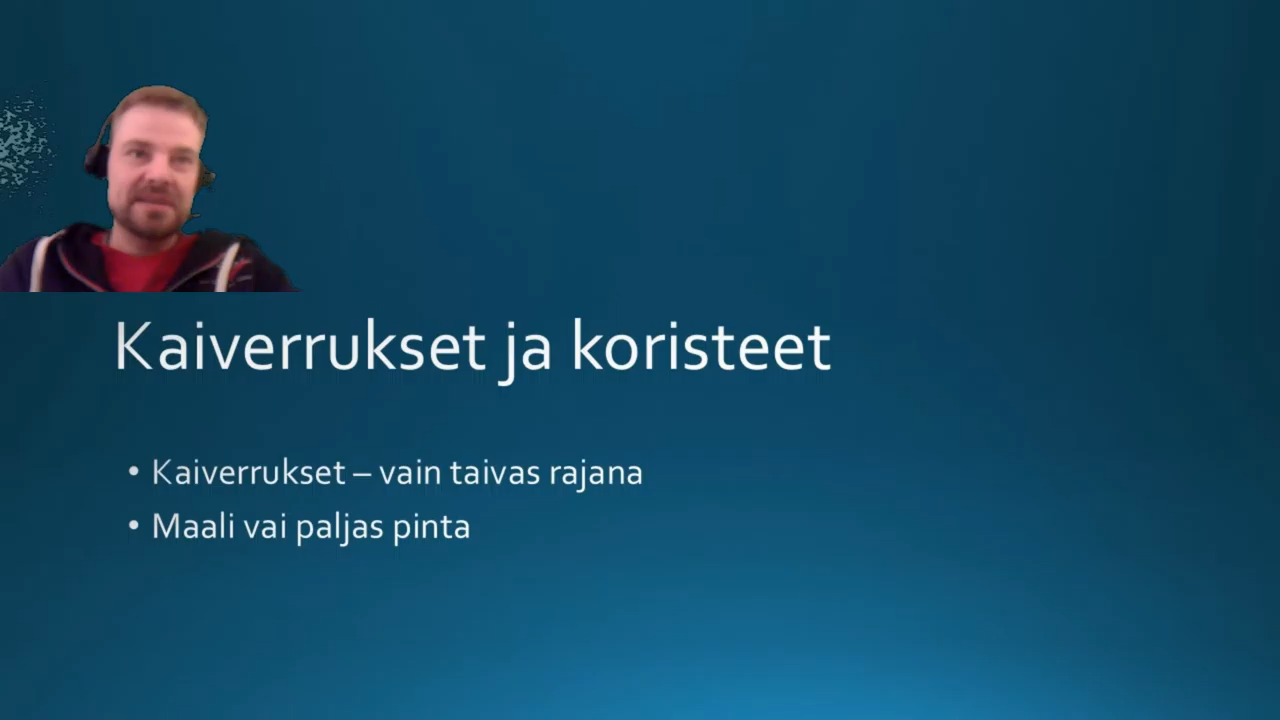 Kaiverrukset ja koristeet
• Kaiverrukset – vain taivas rajana
• Maali vai paljas pinta